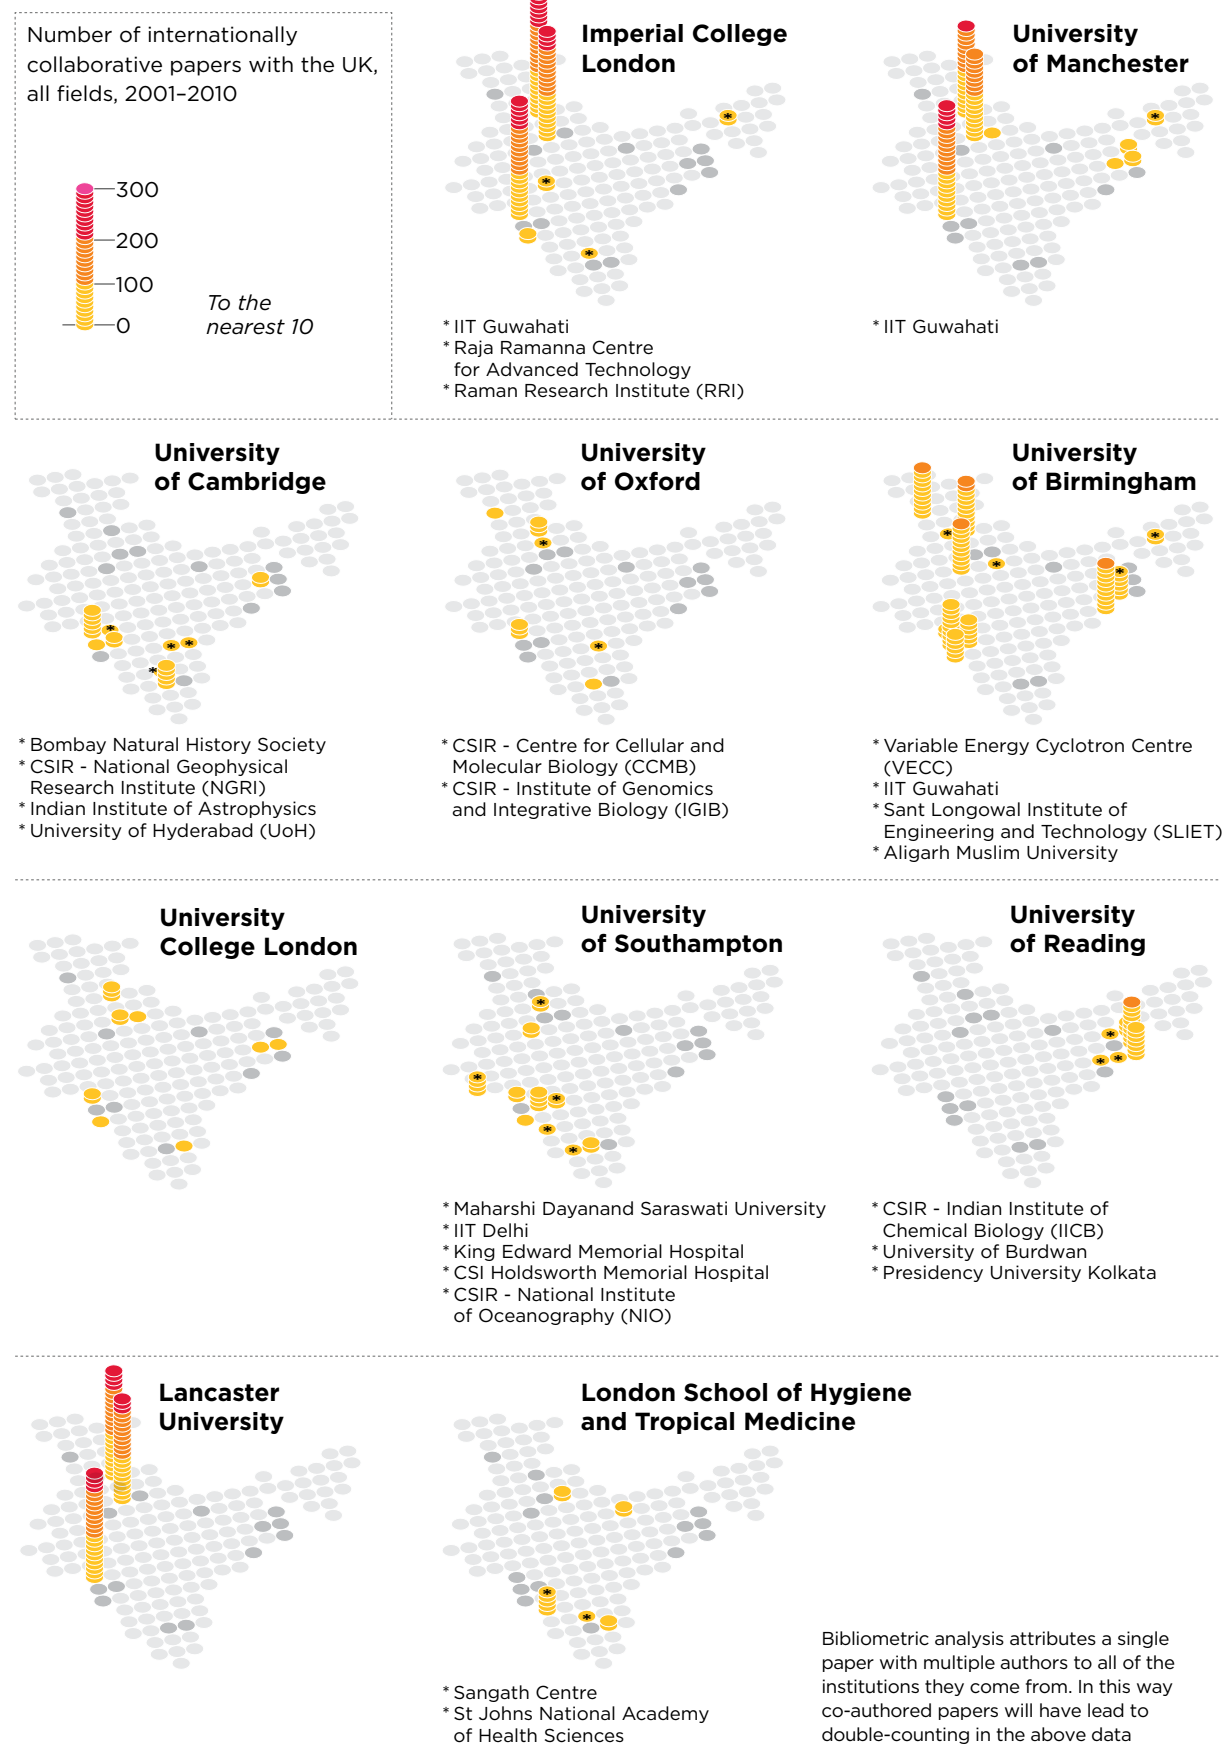 Number of internationally
collaborative papers with the UK,
all fields, 2001–2010
300
200
100
0
To the
nearest 10
Imperial College
London
* IIT Guwahati
* Raja Ramanna Centre
for Advanced Technology
* Raman Research Institute (RRI)
University
of Manchester
* IIT Guwahati
University
of Cambridge
* Bombay Natural History Society
* CSIR - National Geophysical
Research Institute (NGRI)
* Indian Institute of Astrophysics
* University of Hyderabad (UoH)
University
of Oxford
* CSIR - Centre for Cellular and
Molecular Biology (CCMB)
* CSIR - Institute of Genomics
and Integrative Biology (IGIB)
University
of Birmingham
* Variable Energy Cyclotron Centre
(VECC)
* IIT Guwahati
* Sant Longowal Institute of
Engineering and Technology (SLIET)
* Aligarh Muslim University
University
College London
University
of Southampton
* Maharshi Dayanand Saraswati University
* IIT Delhi
* King Edward Memorial Hospital
* CSI Holdsworth Memorial Hospital
* CSIR - National Institute
of Oceanography (NIO)
University
of Reading
* CSIR - Indian Institute of
Chemical Biology (IICB)
* University of Burdwan
* Presidency University Kolkata
Lancaster
University
London School of Hygiene
and Tropical Medicine
* Sangath Centre
* St Johns National Academy
of Health Sciences
Bibliometric analysis attributes a single
paper with multiple authors to all of the
institutions they come from. In this way
co-authored papers will have lead to
double-counting in the above data